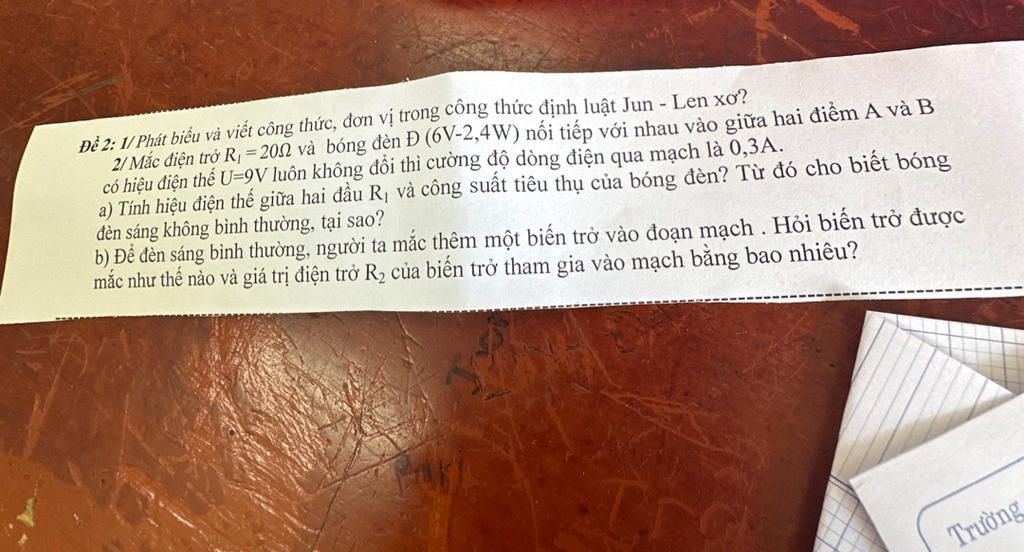 Đề 2: 1/ Phát biểu và viết công thức, đơn vị trong công thức định luật Jun - Len xơ?
2/ Mắc điện trở R₁ = 20Ω và bóng đèn Đ (6V-2,4W) nối tiếp với nhau vào giữa hai điểm A và B
có hiệu điện thế U=9V luôn không đổi thì cường độ dòng điện qua mạch là 0,3A.
a) Tính hiệu điện thế giữa hai đầu R₁ và công suất tiêu thụ của bóng đèn? Từ đó cho biết bóng
đèn sáng không bình thường, tại sao?
b) Để đèn sáng bình thường, người ta mắc thêm một biến trở vào đoạn mạch . Hỏi biến trở được
mắc như thế nào và giá trị điện trở R₂ của biến trở tham gia vào mạch bằng bao nhiêu?
Trường